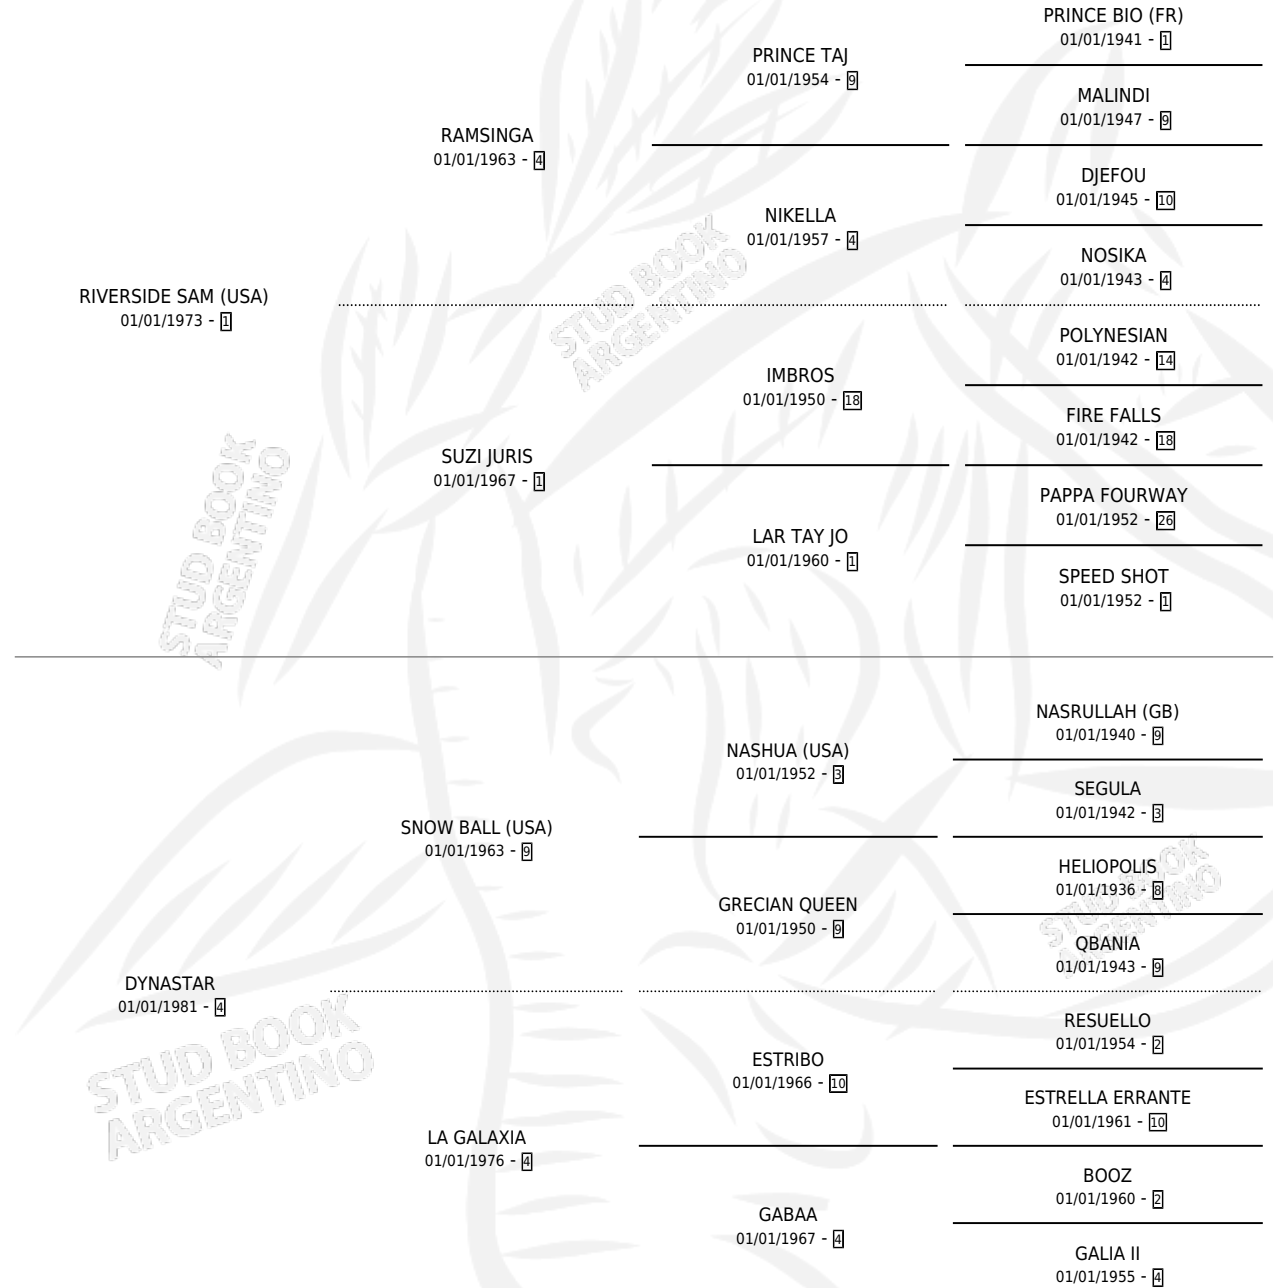 PRINCE BIO (FR)
01/01/1941 - 1
PRINCE TAJ
01/01/1954 - 9
MALINDI
01/01/1947 - 9
RAMSINGA
01/01/1963 - 4
DJEFOU
01/01/1945 - 10
NIKELLA
01/01/1957 - 4
NOSIKA
01/01/1943 - 4
RIVERSIDE SAM (USA)
01/01/1973 - 1
POLYNESIAN
01/01/1942 - 14
IMBROS
01/01/1950 - 18
FIRE FALLS
01/01/1942 - 18
SUZI JURIS
01/01/1967 - 1
PAPPA FOURWAY
01/01/1952 - 26
LAR TAY JO
01/01/1960 - 1
SPEED SHOT
01/01/1952 - 1
STUD BOOK
ARGENTINO
STUD BOOK
ARGENTINO
NASRULLAH (GB)
01/01/1940 - 9
NASHUA (USA)
01/01/1952 - 3
SEGULA
01/01/1942 - 3
SNOW BALL (USA)
01/01/1963 - 9
HELIOPOLIS
01/01/1936 - 8
GRECIAN QUEEN
01/01/1950 - 9
QBANIA
01/01/1943 - 9
DYNASTAR
01/01/1981 - 4
RESUELLO
01/01/1954 - 2
ESTRIBO
01/01/1966 - 10
ESTRELLA ERRANTE
01/01/1961 - 10
LA GALAXIA
01/01/1976 - 4
BOOZ
01/01/1960 - 2
GABAA
01/01/1967 - 4
GALIA II
01/01/1955 - 4
STUD BOOK
ARGENTINO
STUD BOOK
ARGENTINO